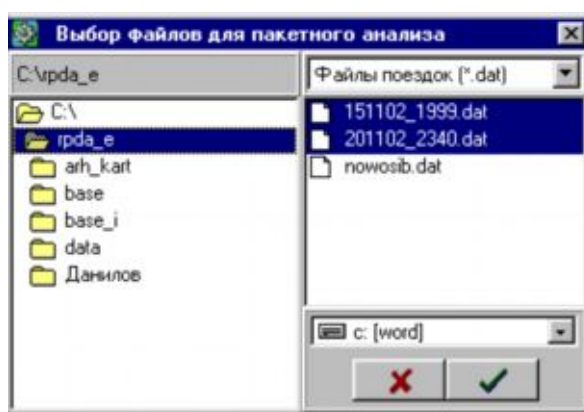 Выбор файлов для пакетного анализа
C:\rpda_e
Файлы поездок (*.dat)
C:\
rpda_e
arh_kart
base
base_i
data
Данилов
151102_1999.dat
201102_2340.dat
nowosib.dat
c: [word]